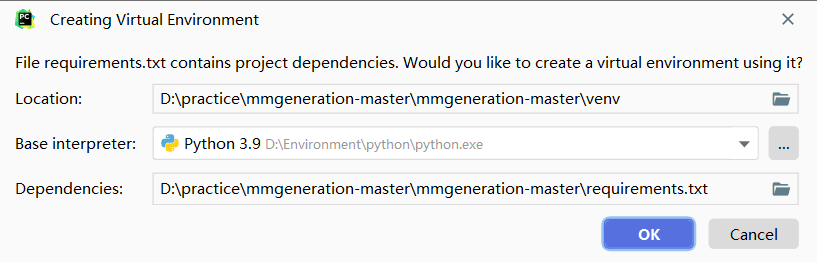 PC
Creating Virtual Environment
File requirements.txt contains project dependencies. Would you like to create a virtual environment using it?
Location: D:\practice\mmgeneration-master\mmgeneration-master\venv
Base interpreter: Python 3.9 D:\Environment\python\python.exe ...
Dependencies: D:\practice\mmgeneration-master\mmgeneration-master\requirements.txt
OK Cancel